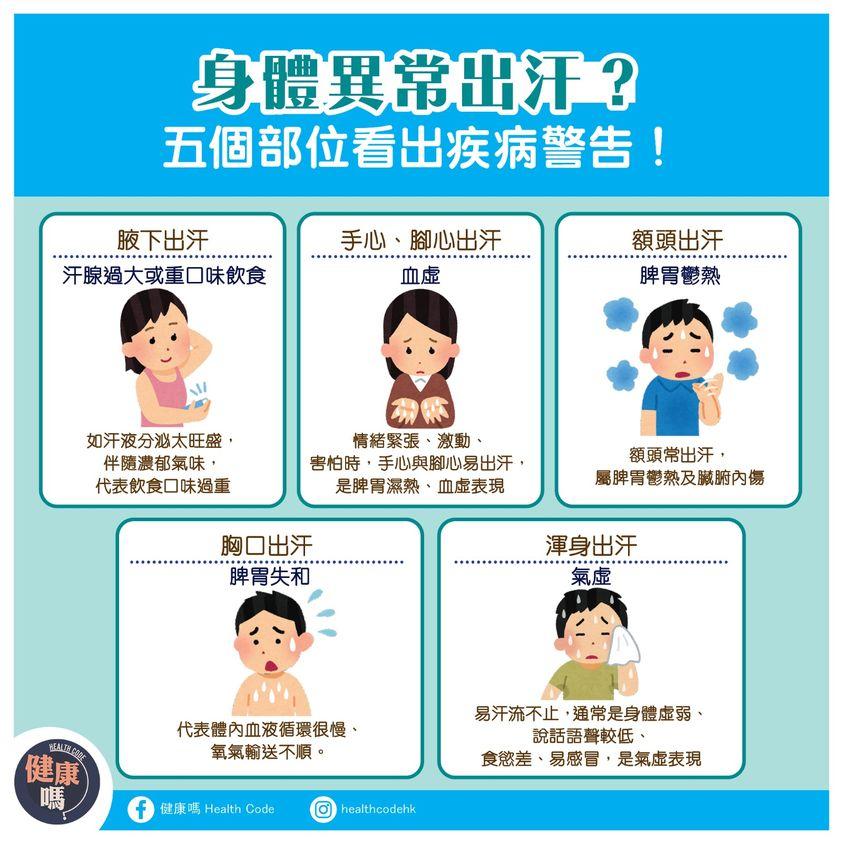 身體異常出汗？
五個部位看出疾病警告！
腋下出汗
汗腺過大或重口味飲食
如汗液分泌太旺盛，
伴隨濃郁氣味，
代表飲食口味過重
手心、腳心出汗
血虛
情緒緊張、激動、
害怕時，手心與腳心易出汗，
是脾胃濕熱、血虛表現
額頭出汗
脾胃鬱熱
額頭常出汗，
屬脾胃鬱熱及臟腑內傷
胸口出汗
脾胃失和
代表體內血液循環很慢、
氧氣輸送不順。
渾身出汗
氣虛
易汗流不止，通常是身體虛弱、
說話語聲較低、
食慾差、易感冒，是氣虛表現
HEALTH CODE
健康
嗎?
健康嗎 Health Code
healthcodehk